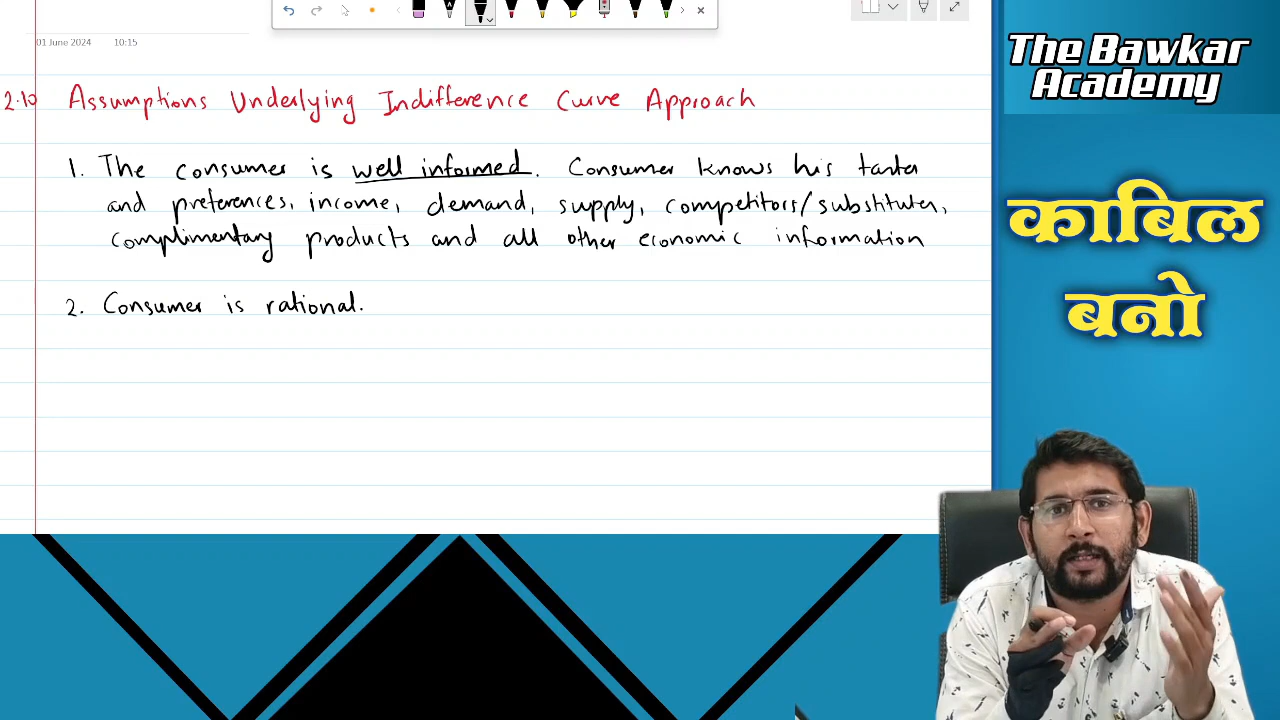 01 June 2024 10:15
2.10 Assumptions Underlying Indifference Curve Approach
1. The consumer is well informed. Consumer knows his tastes
and preferences, income, demand, supply, competitors/substitutes,
complimentary products and all other economic information
2. Consumer is rational.
The Bawkar
Academy
काबिल
बनो